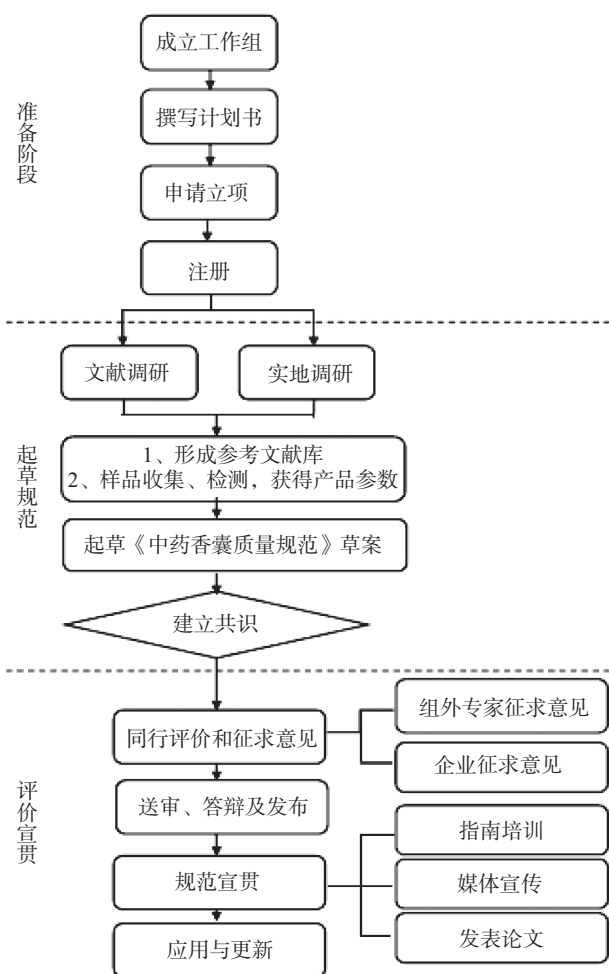 准备阶段
成立工作组
撰写计划书
申请立项
注册
起草规范
文献调研
实地调研
1、形成参考文献库
2、样品收集、检测，获得产品参数
起草《中药香囊质量规范》草案
建立共识
评价宣贯
同行评价和征求意见
组外专家征求意见
企业征求意见
送审、答辩及发布
规范宣贯
指南培训
媒体宣传
发表论文
应用与更新